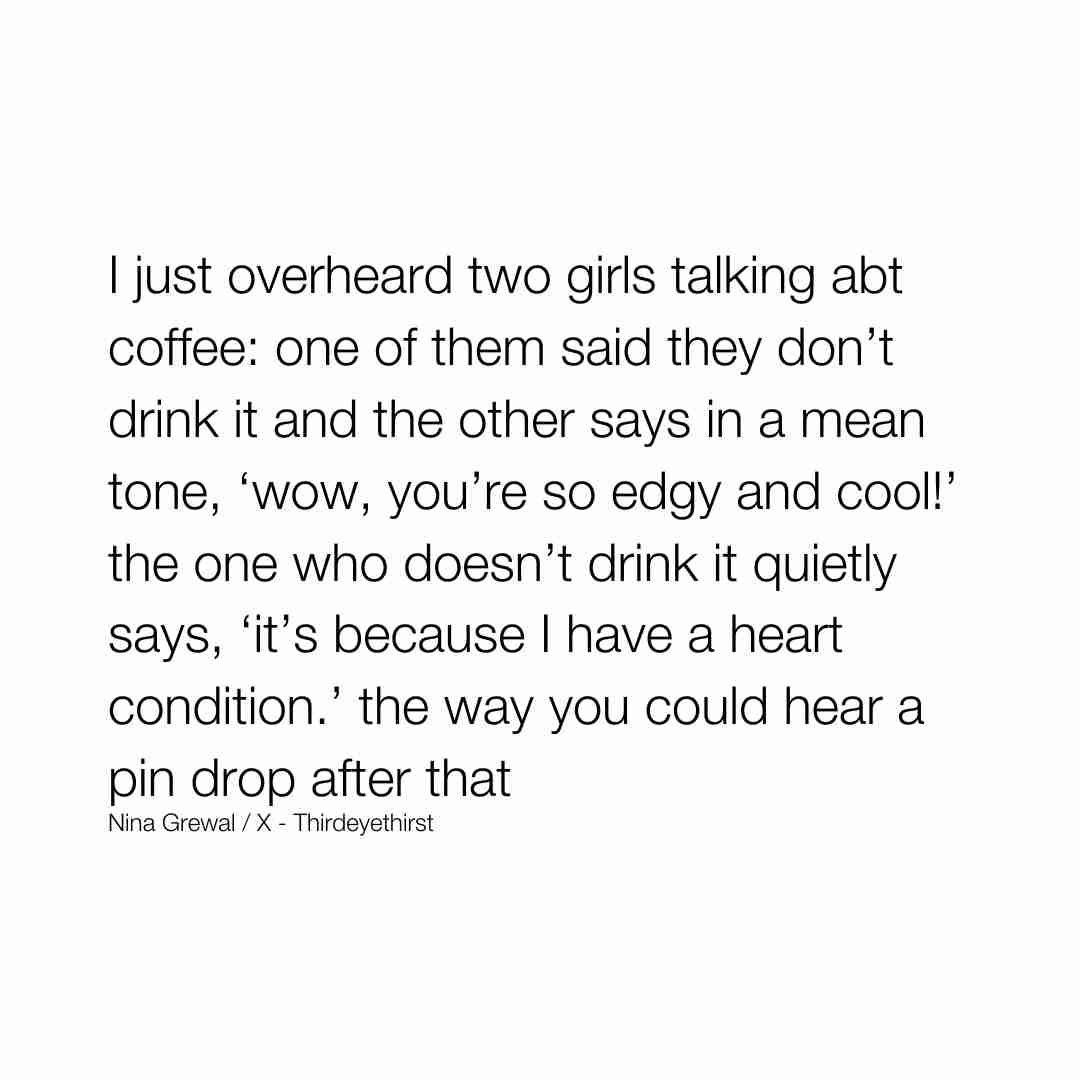 I just overheard two girls talking abt
coffee: one of them said they don’t
drink it and the other says in a mean
tone, ‘wow, you’re so edgy and cool!’
the one who doesn’t drink it quietly
says, ‘it’s because I have a heart
condition.’ the way you could hear a
pin drop after that
Nina Grewal / X - Thirdeyethirst